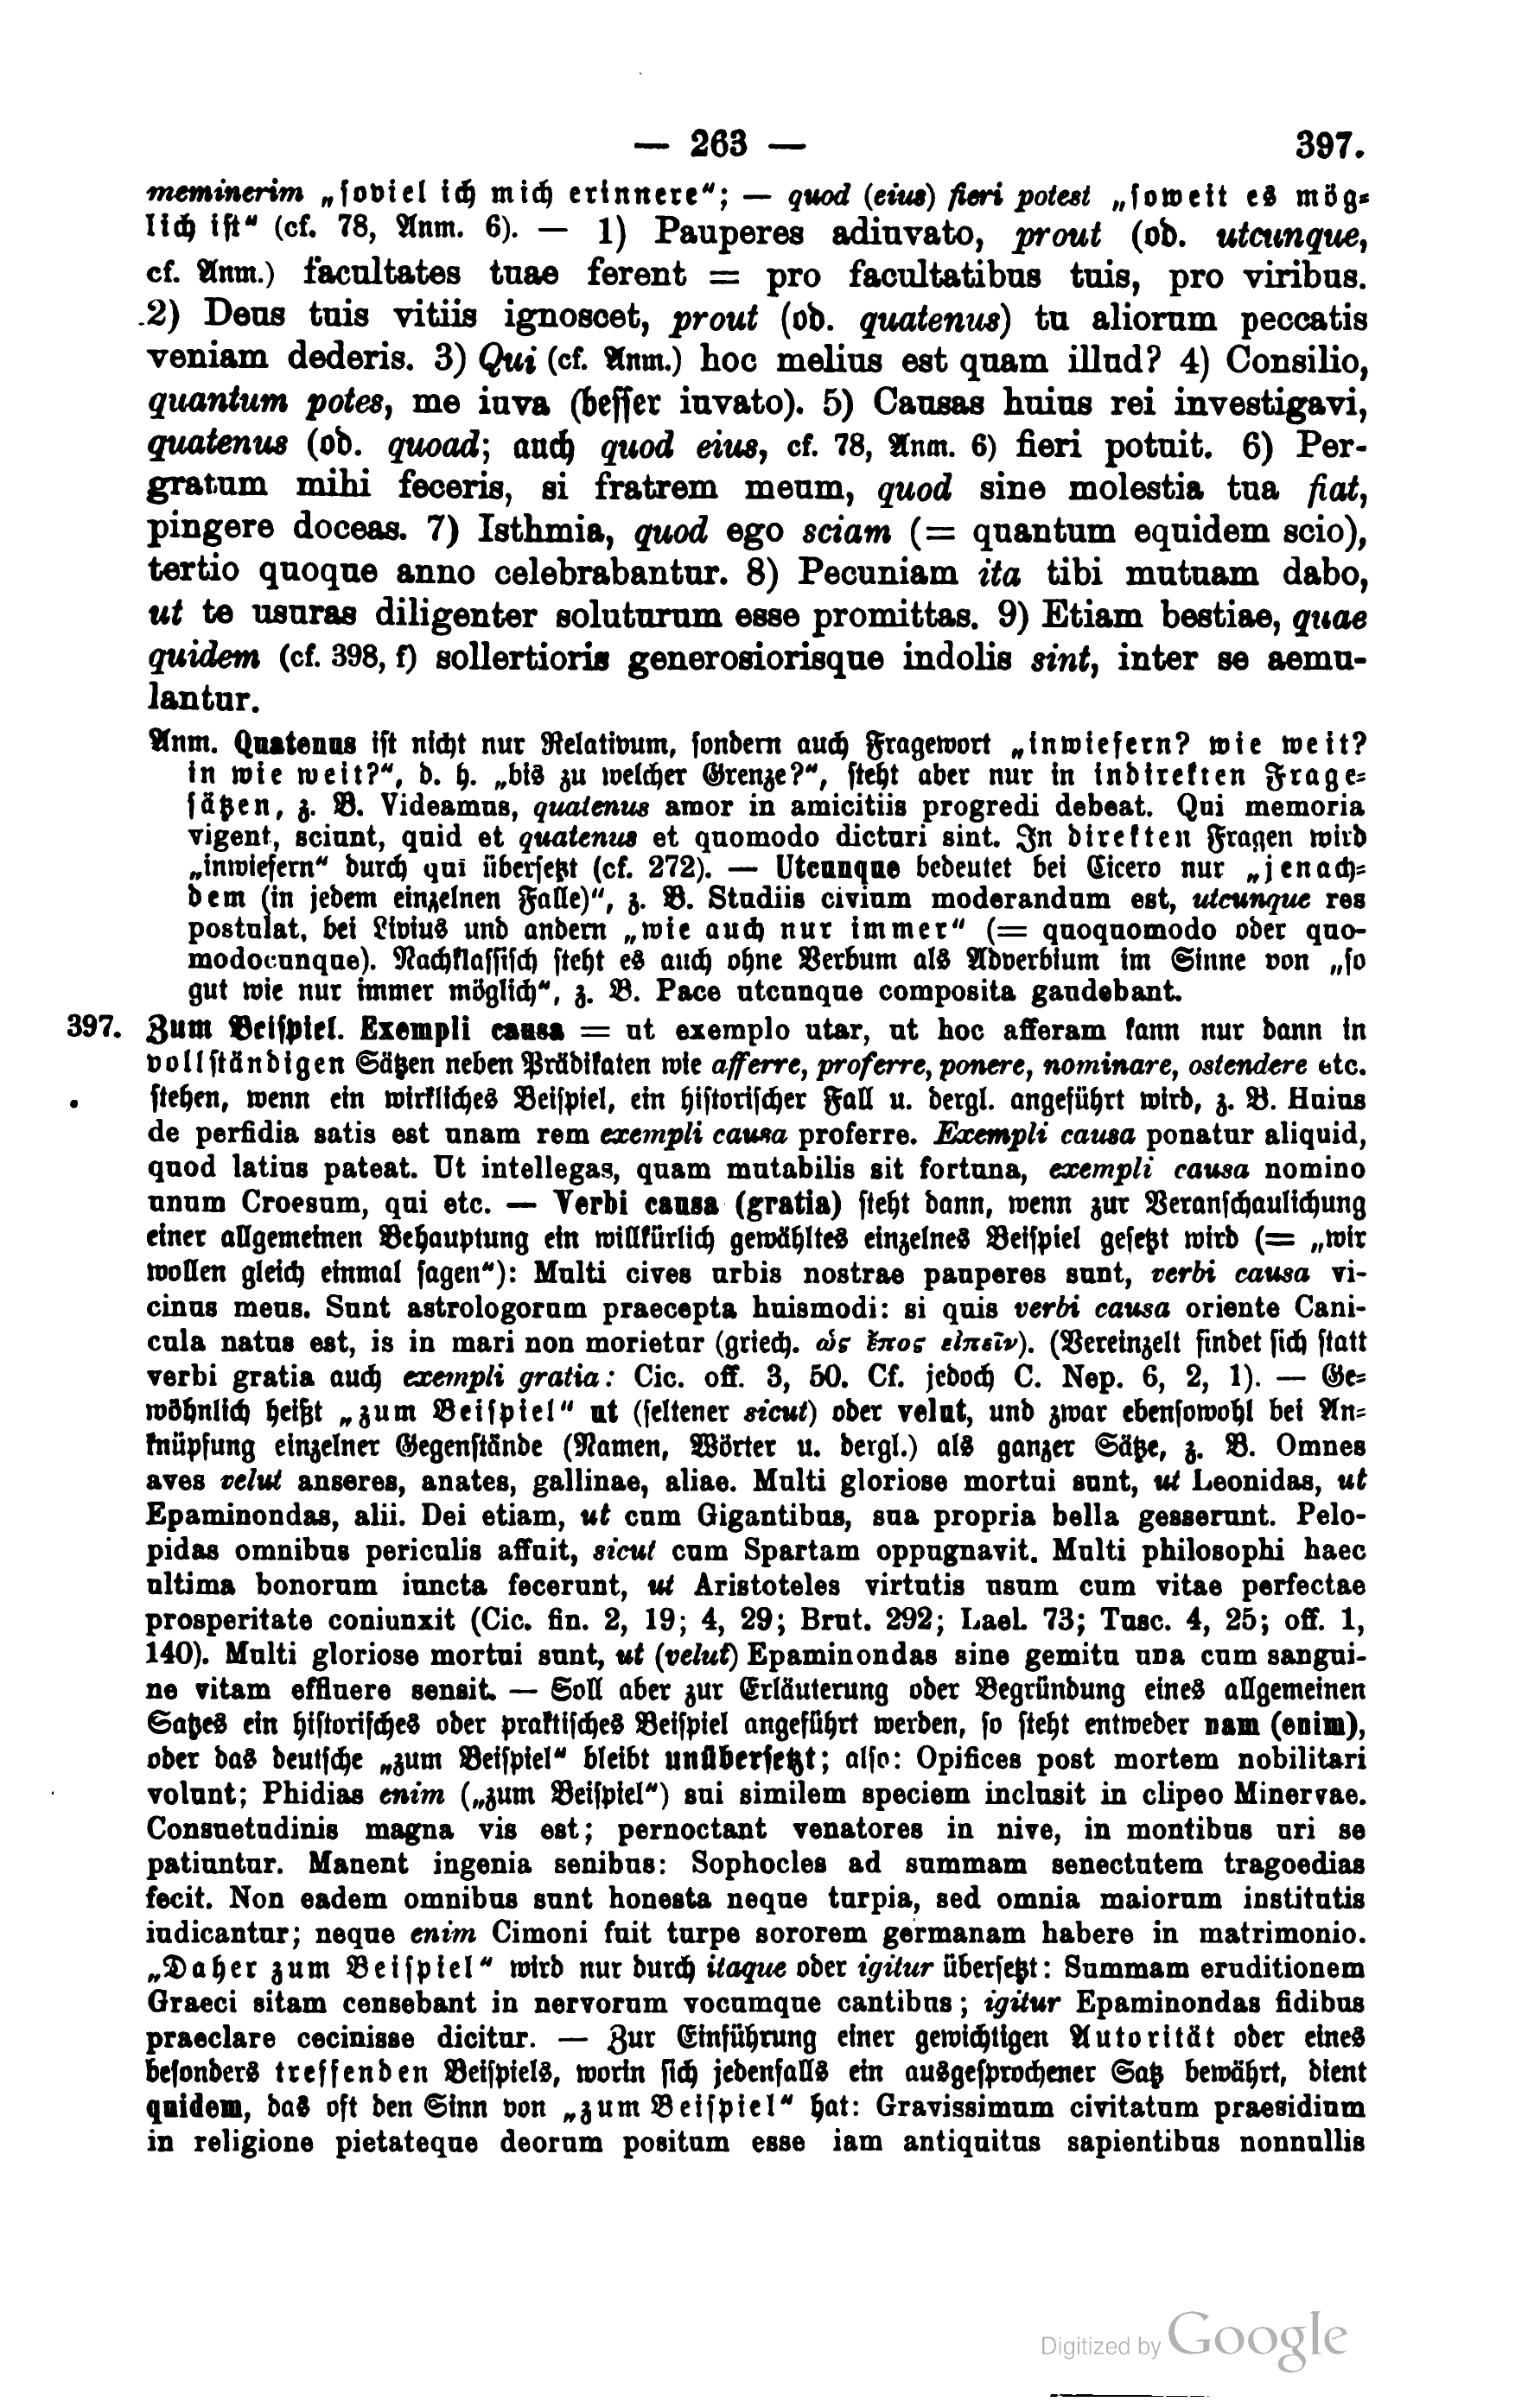 — 263 — 397.
meminerim „soviel ich mich erinnere“; — quod (eius) fieri potest „soweit es mög-
lich ist“ (cf. 78, Anm. 6). — 1) Pauperes adiuvato, prout (od. utcunque,
cf. Anm.) facultates tuae ferent = pro facultatibus tuis, pro viribus.
2) Deus tuis vitiis ignoscet, prout (od. quatenus) tu aliorum peccatis
veniam dederis. 3) Qui (cf. Anm.) hoc melius est quam illud? 4) Consilio,
quantum potes, me iuva (besser iuvato). 5) Causas huius rei investigavi,
quatenus (od. quoad; auch quod eius, cf. 78, Anm. 6) fieri potuit. 6) Per-
gratum mihi feceris, si fratrem meum, quod sine molestia tua fiat,
pingere doceas. 7) Isthmia, quod ego sciam (= quantum equidem scio),
tertio quoque anno celebrabantur. 8) Pecuniam ita tibi mutuam dabo,
ut te usuras diligenter soluturum esse promittas. 9) Etiam bestiae, quae
quidem (cf. 398, f) sollertioris generosiorisque indolis sint, inter se aemu-
lantur.
Anm. Quatenus ist nicht nur Relativum, sondern auch Fragewort „inwiefern? wie weit?
in wie weit?“, d. h. „bis zu welcher Grenze?“, steht aber nur in indirekten Frage-
sätzen, z. B. Videamus, quatenus amor in amicitiis progredi debeat. Qui memoria
vigent, sciunt, quid et quatenus et quomodo dicturi sint. In direkten Fragen wird
„inwiefern“ durch qui übersetzt (cf. 272). — Utcunque bedeutet bei Cicero nur „jenach-
dem (in jedem einzelnen Falle)“, z. B. Studiis civium moderandum est, utcunque res
postulat, bei Livius und andern „wie auch nur immer“ (= quoquomodo oder quo-
modocunque). Nachklassisch steht es auch ohne Verbum als Adverbium im Sinne von „so
gut wie nur immer möglich“, z. B. Pace utcunque composita gaudebant.
397. Zum Beispiel. Exempli causa = ut exemplo utar, ut hoc afferam kann nur dann in
vollständigen Sätzen neben Prädikaten wie afferre, proferre, ponere, nominare, ostendere etc.
stehen, wenn ein wirkliches Beispiel, ein historischer Fall u. dergl. angeführt wird, z. B. Huius
de perfidia satis est unam rem exempli causa proferre. Exempli causa ponatur aliquid,
quod latius pateat. Ut intellegas, quam mutabilis sit fortuna, exempli causa nomino
unum Croesum, qui etc. — Verbi causa (gratia) steht dann, wenn zur Veranschaulichung
einer allgemeinen Behauptung ein willkürlich gewähltes einzelnes Beispiel gesetzt wird (= „wir
wollen gleich einmal sagen“): Multi cives urbis nostrae pauperes sunt, verbi causa vi-
cinus meus. Sunt astrologorum praecepta huismodi: si quis verbi causa oriente Cani-
cula natus est, is in mari non morietur (griech. ὡς ἔπος εἰπεῖν). (Vereinzelt findet sich statt
verbi gratia auch exempli gratia: Cic. off. 3, 50. Cf. jedoch C. Nep. 6, 2, 1). — Ge-
wöhnlich heißt „zum Beispiel“ ut (seltener sicut) oder velut, und zwar ebensowohl bei An-
knüpfung einzelner Gegenstände (Namen, Wörter u. dergl.) als ganzer Sätze, z. B. Omnes
aves velut anseres, anates, gallinae, aliae. Multi gloriose mortui sunt, ut Leonidas, ut
Epaminondas, alii. Dei etiam, ut cum Gigantibus, sua propria bella gesserunt. Pelo-
pidas omnibus periculis affuit, sicut cum Spartam oppugnavit. Multi philosophi haec
ultima bonorum iuncta fecerunt, ut Aristoteles virtutis usum cum vitae perfectae
prosperitate coniunxit (Cic. fin. 2, 19; 4, 29; Brut. 292; Lael. 73; Tusc. 4, 25; off. 1,
140). Multi gloriose mortui sunt, ut (velut) Epaminondas sine gemitu una cum sangui-
ne vitam effluere sensit. — Soll aber zur Erläuterung oder Begründung eines allgemeinen
Satzes ein historisches oder praktisches Beispiel angeführt werden, so steht entweder nam (enim),
oder das deutsche „zum Beispiel“ bleibt unübersetzt; also: Opifices post mortem nobilitari
volunt; Phidias enim („zum Beispiel“) sui similem speciem inclusit in clipeo Minervae.
Consuetudinis magna vis est; pernoctant venatores in nive, in montibus uri se
patiuntur. Manent ingenia senibus: Sophocles ad summam senectutem tragoedias
fecit. Non eadem omnibus sunt honesta neque turpia, sed omnia maiorum institutis
iudicantur; neque enim Cimoni fuit turpe sororem germanam habere in matrimonio.
„Daher zum Beispiel“ wird nur durch itaque oder igitur übersetzt: Summam eruditionem
Graeci sitam censebant in nervorum vocumque cantibus; igitur Epaminondas fidibus
praeclare cecinisse dicitur. — Zur Einführung einer gewichtigen Autorität oder eines
besonders treffenden Beispiels, worin sich jedenfalls ein ausgesprochener Satz bewährt, dient
quidem, das oft den Sinn von „zum Beispiel“ hat: Gravissimum civitatum praesidium
in religione pietateque deorum positum esse iam antiquitus sapientibus nonnullis
Digitized by Google